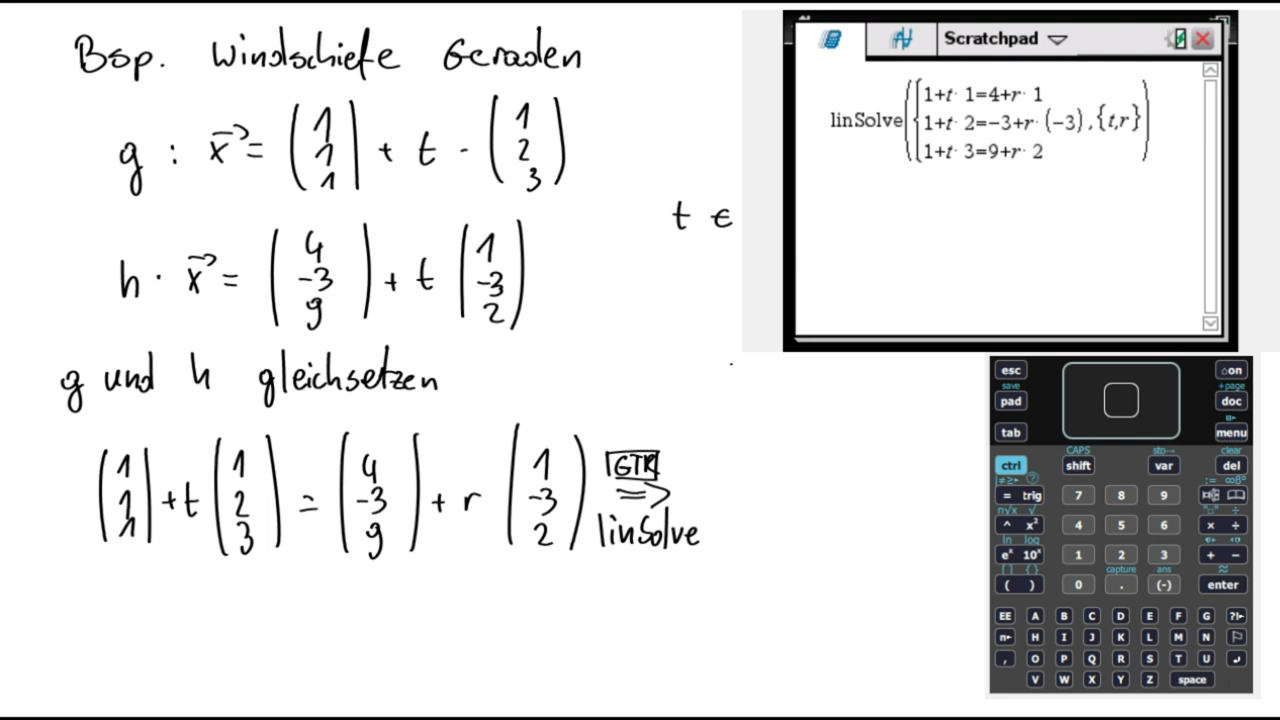 Bsp. Windschiefe Geraden
g : x⃗ = (1 1 1) + t · (1 2 3)
t ∈
h · x⃗ = (4 -3 9) + t (1 -3 2)
g und h gleichsetzen
(1 1 1) + t (1 2 3) = (4 -3 9) + r (1 -3 2) GTR ⇒ linSolve
Scratchpad
linSolve({1+t· 1=4+r· 1
1+t· 2=−3+r· (−3) ,{t,r})
1+t· 3=9+r· 2
esc on
save +page
pad doc
tab menu
CAPS sto→ clear
ctrl shift var del
= trig 7 8 9
n√x √
^ x² 4 5 6 × ÷
ln log
eˣ 10ˣ 1 2 3 + −
[] {} capture ans ≈
( ) 0 . (-) enter
EE A B C D E F G ?!▸
π▸ H I J K L M N
, O P Q R S T U ↵
V W X Y Z space